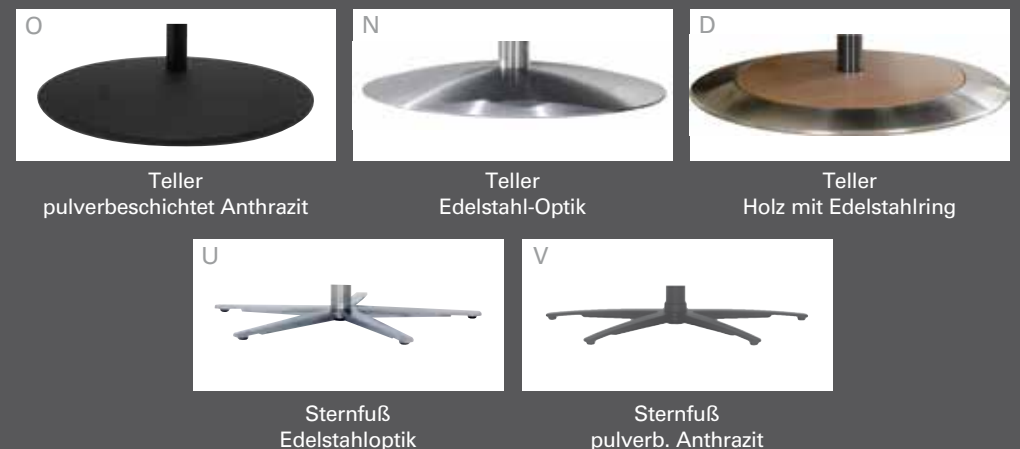 O
N
D
Teller
pulverbeschichtet Anthrazit
Teller
Edelstahl-Optik
Teller
Holz mit Edelstahlring
U
V
Sternfuß
Edelstahloptik
Sternfuß
pulverb. Anthrazit